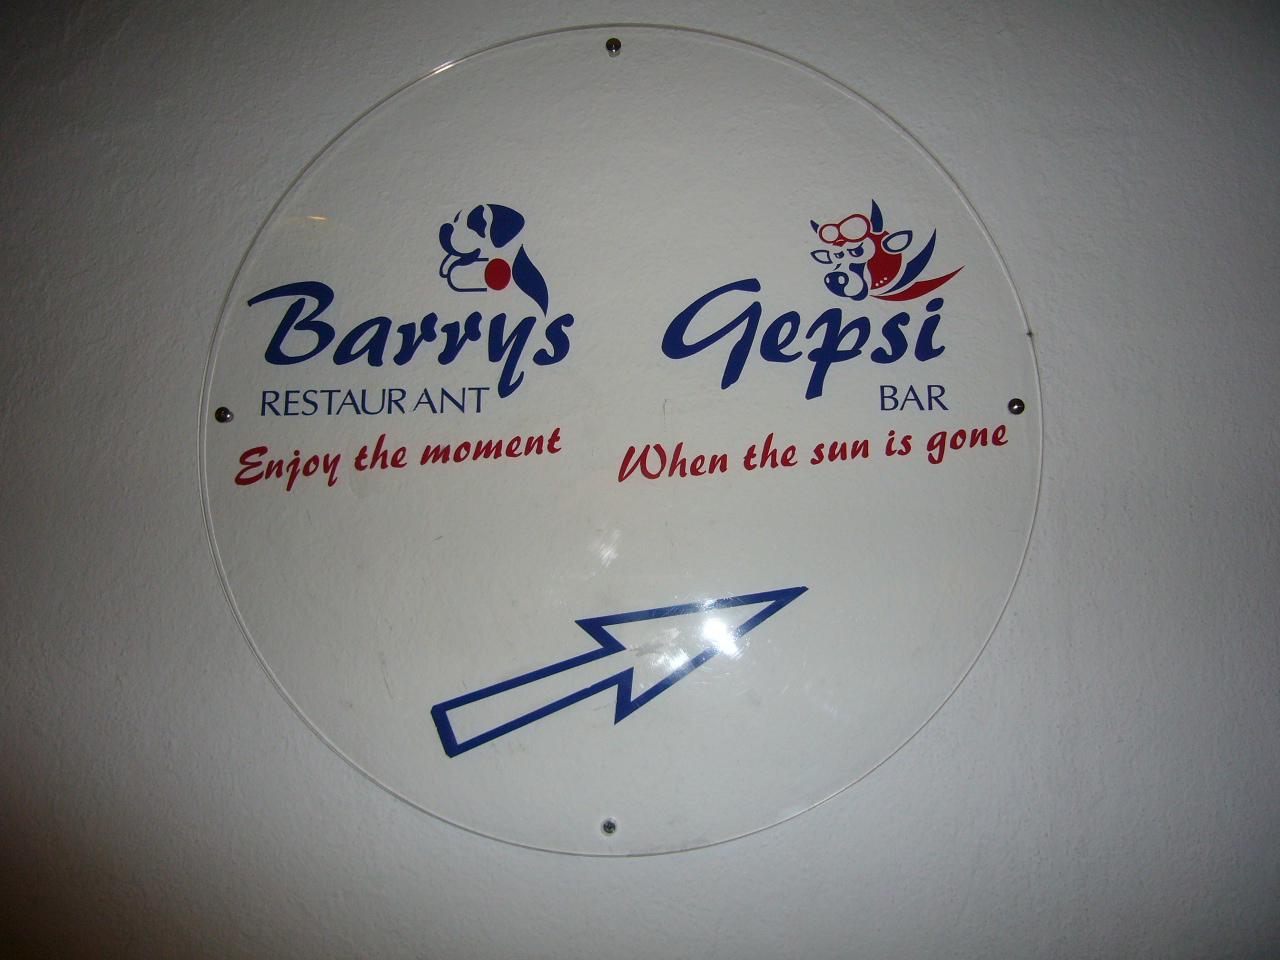 Barrys
RESTAURANT
Enjoy the moment
Gepsi
BAR
When the sun is gone